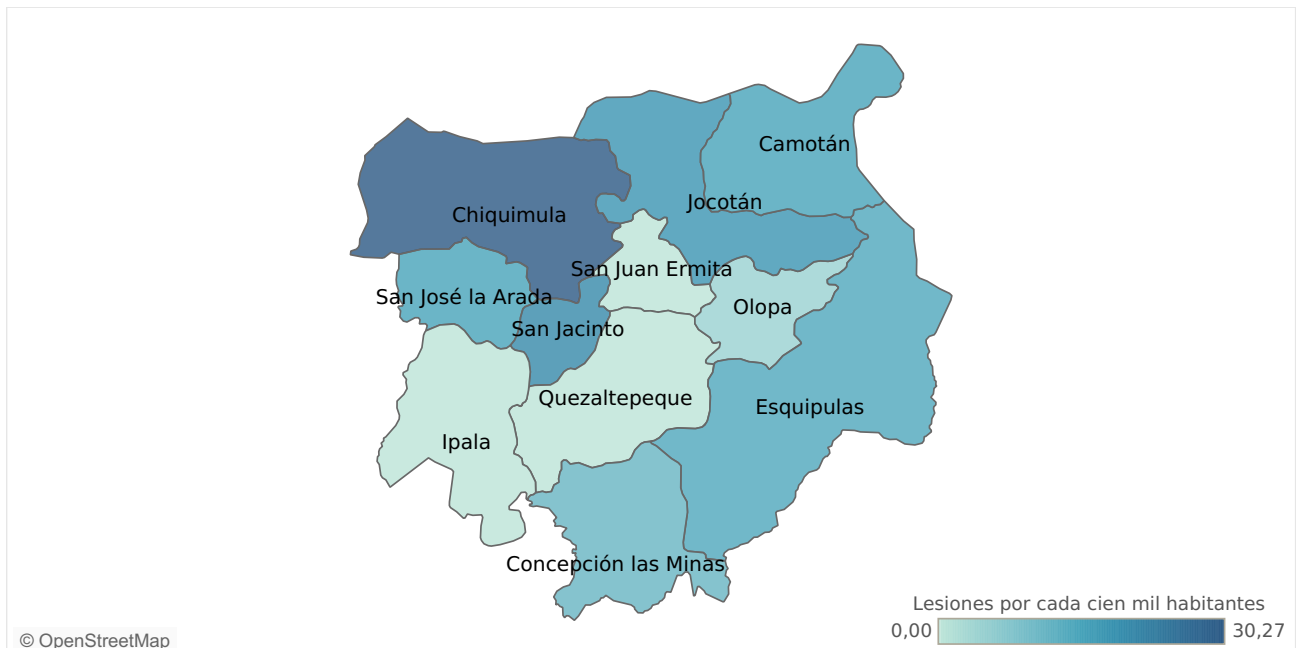 Camotán
Jocotán
Chiquimula
San Juan Ermita
San José la Arada
Olopa
San Jacinto
Quezaltepeque
Esquipulas
Ipala
Concepción las Minas
Lesiones por cada cien mil habitantes
0,00 30,27
© OpenStreetMap